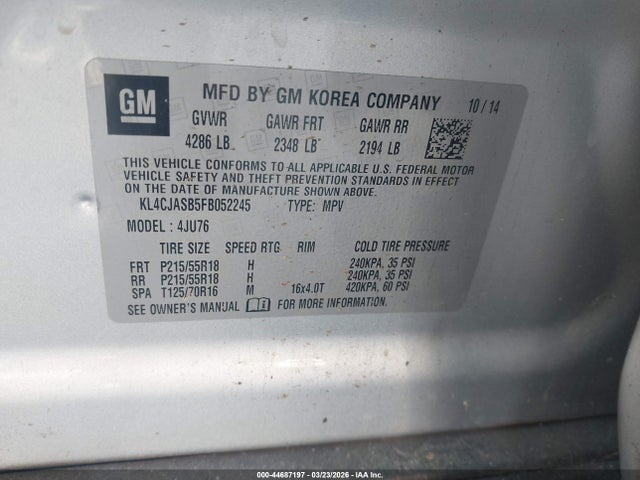 GM
MFD BY GM KOREA COMPANY 10/14
GVWR GAWR FRT GAWR RR
4286 LB 2348 LB 2194 LB
THIS VEHICLE CONFORMS TO ALL APPLICABLE U.S. FEDERAL MOTOR
VEHICLE SAFETY AND THEFT PREVENTION STANDARDS IN EFFECT
ON THE DATE OF MANUFACTURE SHOWN ABOVE.
KL4CJASB5FB052245 TYPE: MPV
MODEL : 4JU76
TIRE SIZE SPEED RTG RIM COLD TIRE PRESSURE
FRT P215/55R18 H 240KPA, 35 PSI
RR P215/55R18 H 240KPA, 35 PSI
SPA T125/70R16 M 16x4.0T 420KPA, 60 PSI
SEE OWNER'S MANUAL FOR MORE INFORMATION.
000-44687197 | 03/23/2026 | IAA Inc.